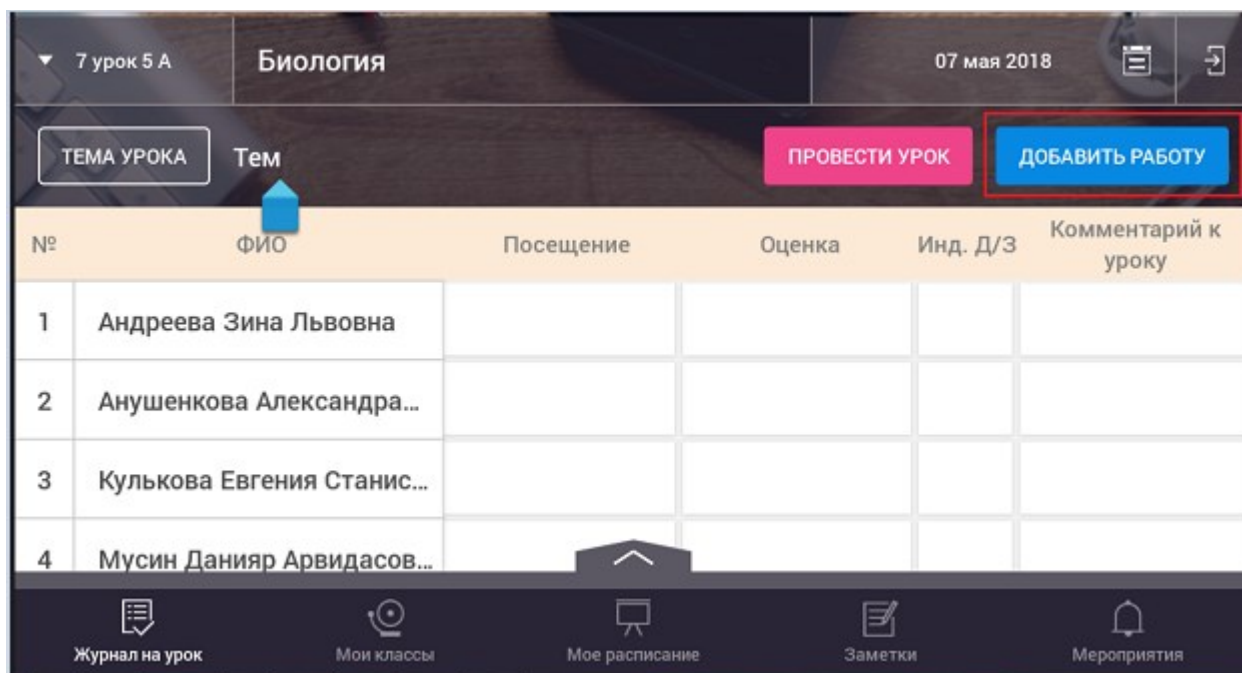 7 урок 5 А Биология 07 мая 2018
ТЕМА УРОКА Тем ПРОВЕСТИ УРОК ДОБАВИТЬ РАБОТУ
№ ФИО Посещение Оценка Инд. Д/З Комментарий к уроку
1 Андреева Зина Львовна
2 Анушенкова Александра...
3 Кулькова Евгения Станис...
4 Мусин Данияр Арвидасов...
Журнал на урок Мои классы Мое расписание Заметки Мероприятия